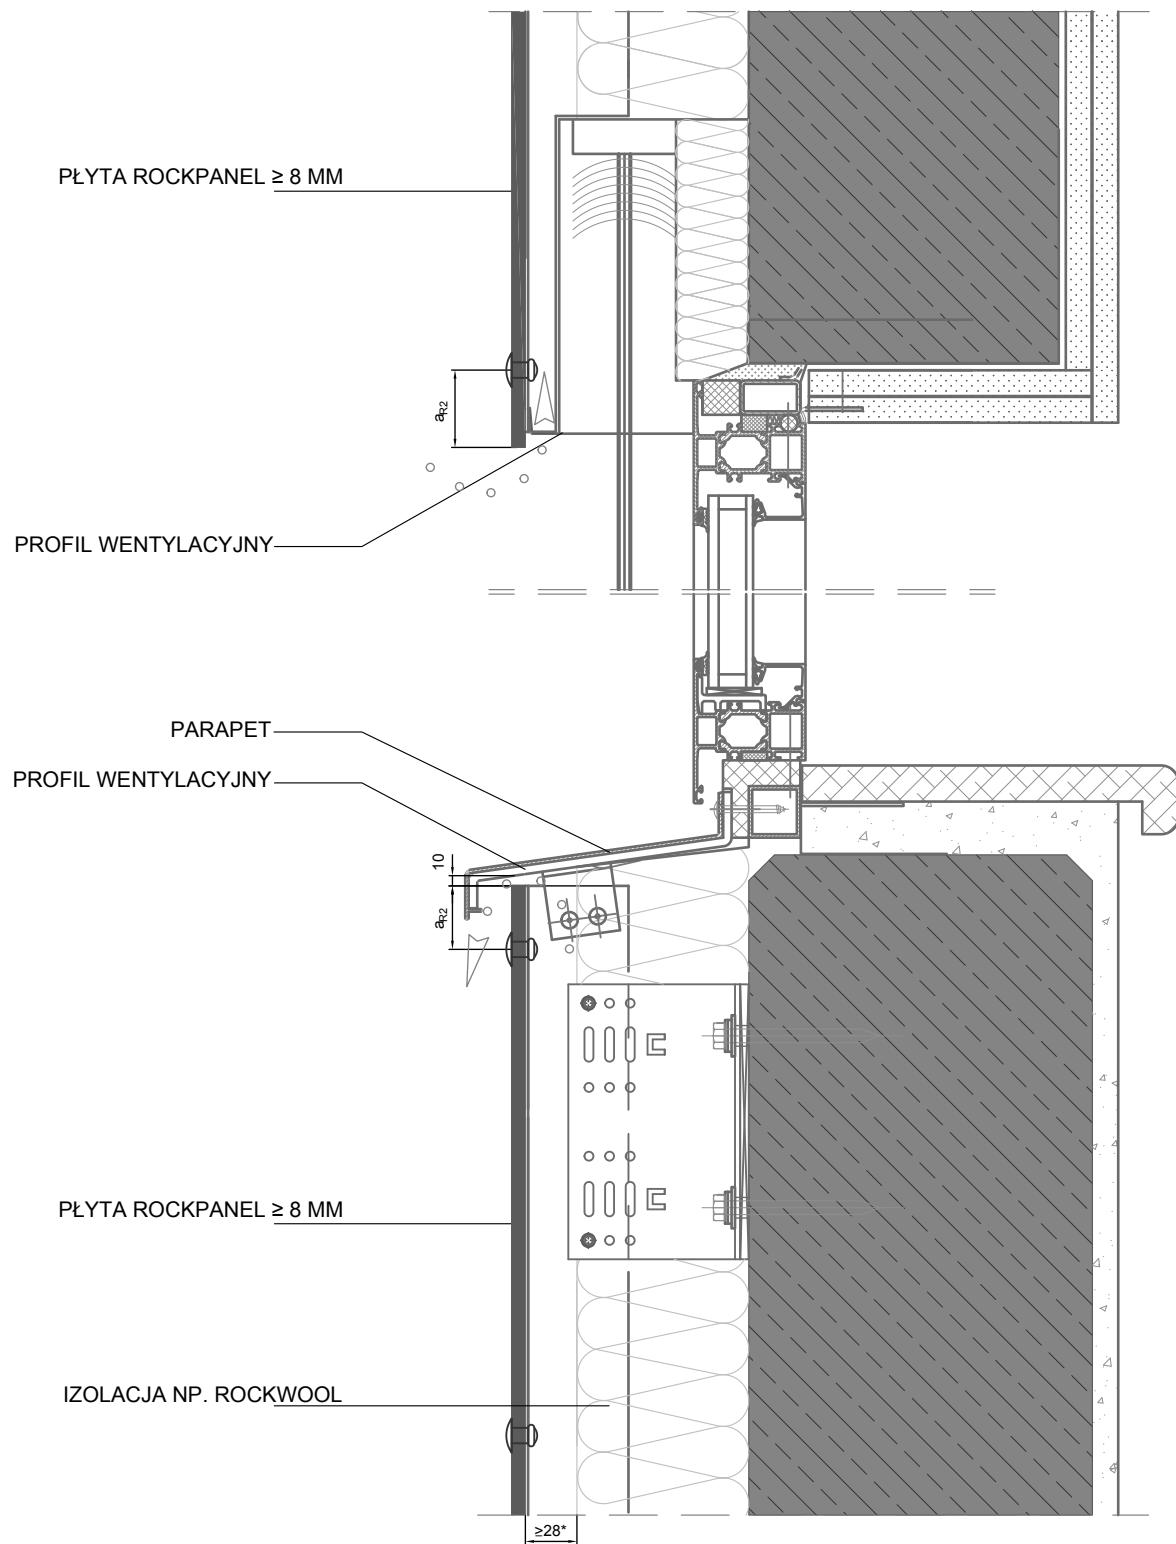 PŁYTA ROCKPANEL ≥ 8 MM
aR2
PROFIL WENTYLACYJNY
PARAPET
PROFIL WENTYLACYJNY
10
aR2
PŁYTA ROCKPANEL ≥ 8 MM
IZOLACJA NP. ROCKWOOL
≥28*